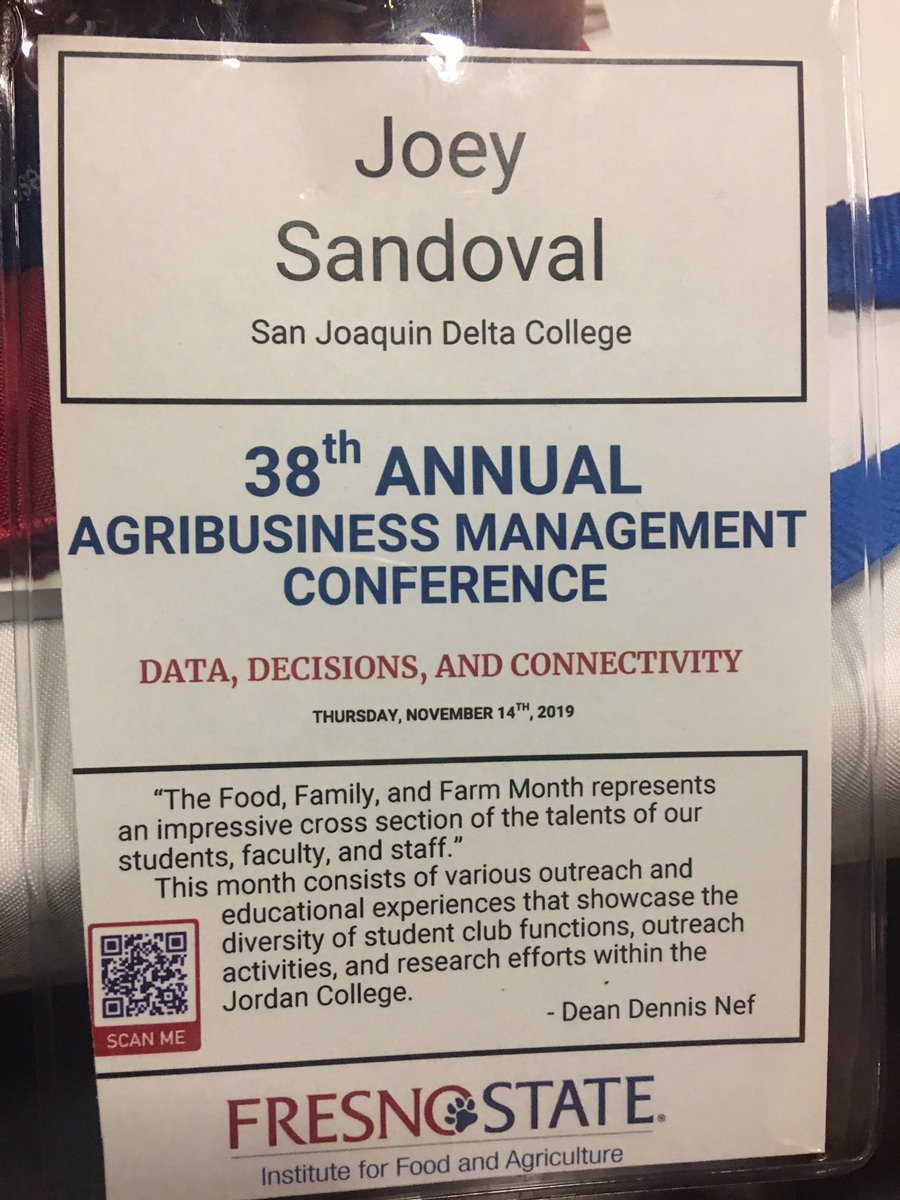 Joey
Sandoval
San Joaquin Delta College
38th ANNUAL
AGRIBUSINESS MANAGEMENT
CONFERENCE
DATA, DECISIONS, AND CONNECTIVITY
THURSDAY, NOVEMBER 14TH, 2019
“The Food, Family, and Farm Month represents
an impressive cross section of the talents of our
students, faculty, and staff.”
This month consists of various outreach and
educational experiences that showcase the
diversity of student club functions, outreach
activities, and research efforts within the
Jordan College.
- Dean Dennis Nef
SCAN ME
FRESNO STATE®
Institute for Food and Agriculture